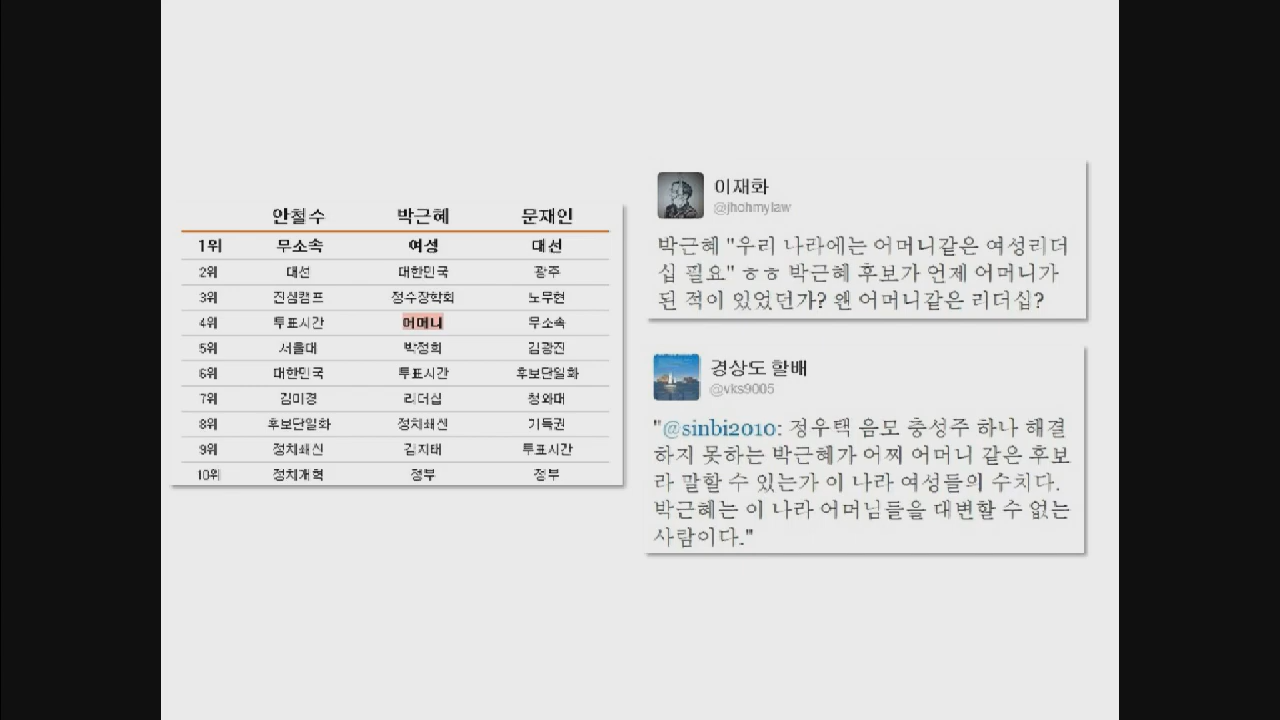 안철수 박근혜 문재인
1위 무소속 여성 대선
2위 대선 대한민국 광주
3위 진심캠프 정수장학회 노무현
4위 투표시간 어머니 무소속
5위 서울대 박정희 김광진
6위 대한민국 투표시간 후보단일화
7위 김미경 리더십 청와대
8위 후보단일화 정치쇄신 기득권
9위 정치쇄신 김지태 투표시간
10위 정치개혁 정부 정부
이재화
@jhohmylaw
박근혜 "우리 나라에는 어머니같은 여성리더
십 필요" ㅎㅎ 박근혜 후보가 언제 어머니가
된 적이 있었던가? 왠 어머니같은 리더십?
경상도 할배
@vks9005
"@sinbi2010: 정우택 음모 충성주 하나 해결
하지 못하는 박근혜가 어찌 어머니 같은 후보
라 말할 수 있는가 이 나라 여성들의 수치다.
박근혜는 이 나라 어머님들을 대변할 수 없는
사람이다."